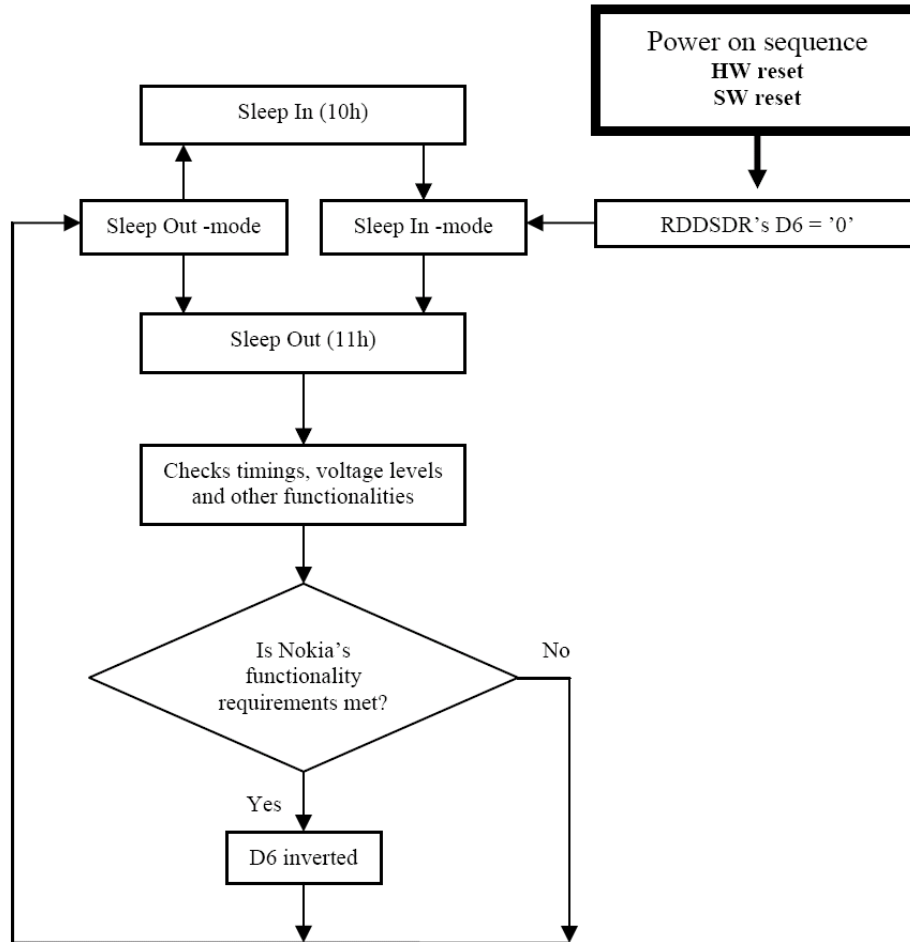 Power on sequence
HW reset
SW reset
Sleep In (10h)
Sleep Out -mode
Sleep In -mode
RDDSDR’s D6 = ’0’
Sleep Out (11h)
Checks timings, voltage levels
and other functionalities
Is Nokia’s
functionality
requirements met?
No
Yes
D6 inverted